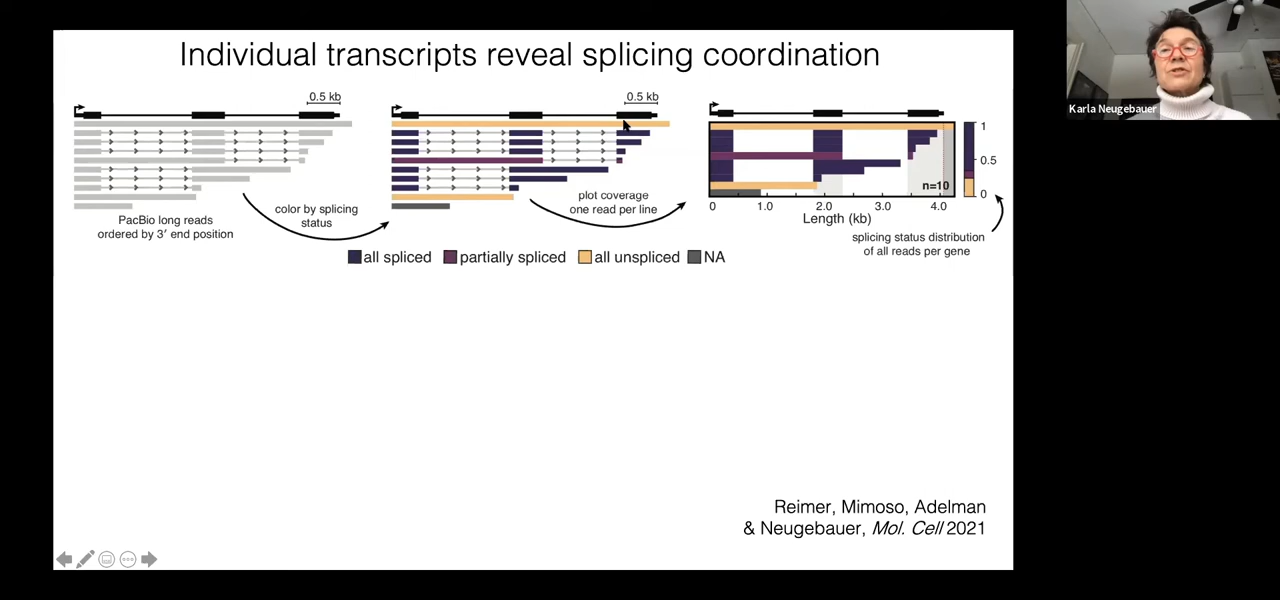 Individual transcripts reveal splicing coordination
Karla Neugebauer
0.5 kb
PacBio long reads
ordered by 3′ end position
color by splicing
status
0.5 kb
plot coverage
one read per line
n=10
1
0.5
0
0 1.0 2.0 3.0 4.0
Length (kb)
splicing status distribution
of all reads per gene
all spliced partially spliced all unspliced NA
Reimer, Mimoso, Adelman
& Neugebauer, Mol. Cell 2021